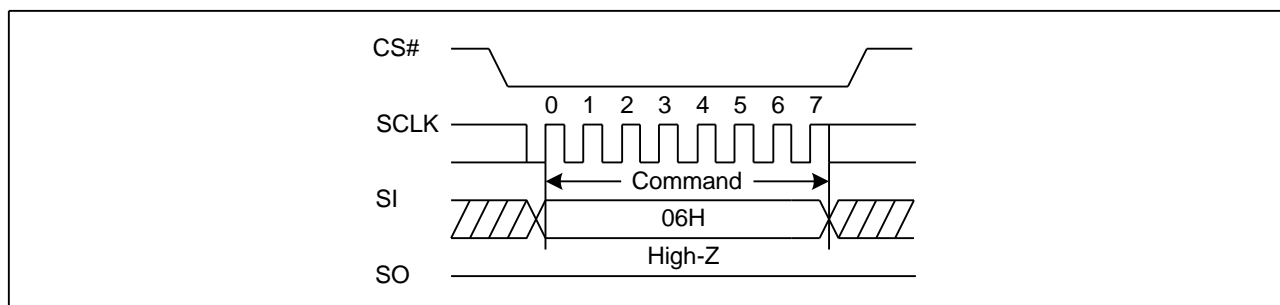 CS#
0 1 2 3 4 5 6 7
SCLK
Command
SI
06H
High-Z
SO